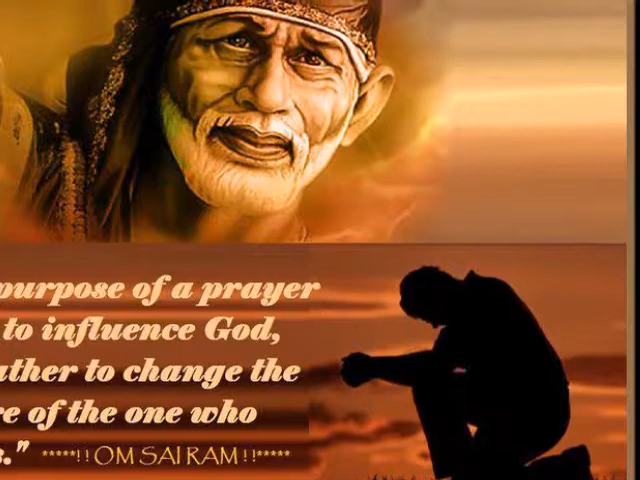 purpose of a prayer
to influence God,
ather to change the
re of the one who
s." *****!!OM SAI RAM!!*****